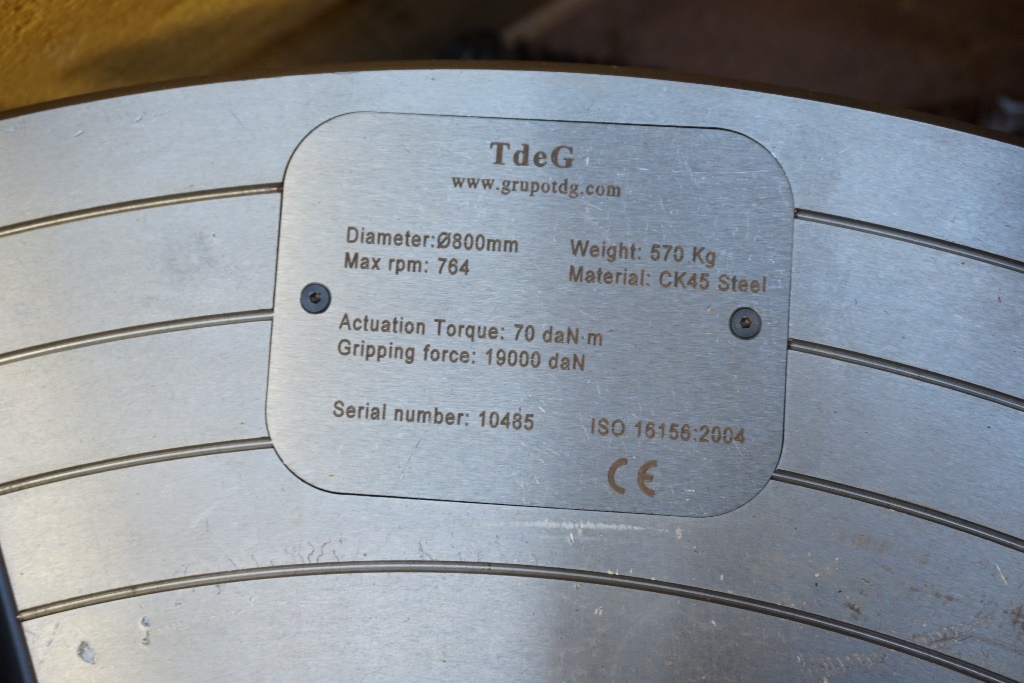 TdeG
www.grupotdg.com
Diameter:Ø800mm
Max rpm: 764
Weight: 570 Kg
Material: CK45 Steel
Actuation Torque: 70 daN·m
Gripping force: 19000 daN
Serial number: 10485
ISO 16156:2004
CE